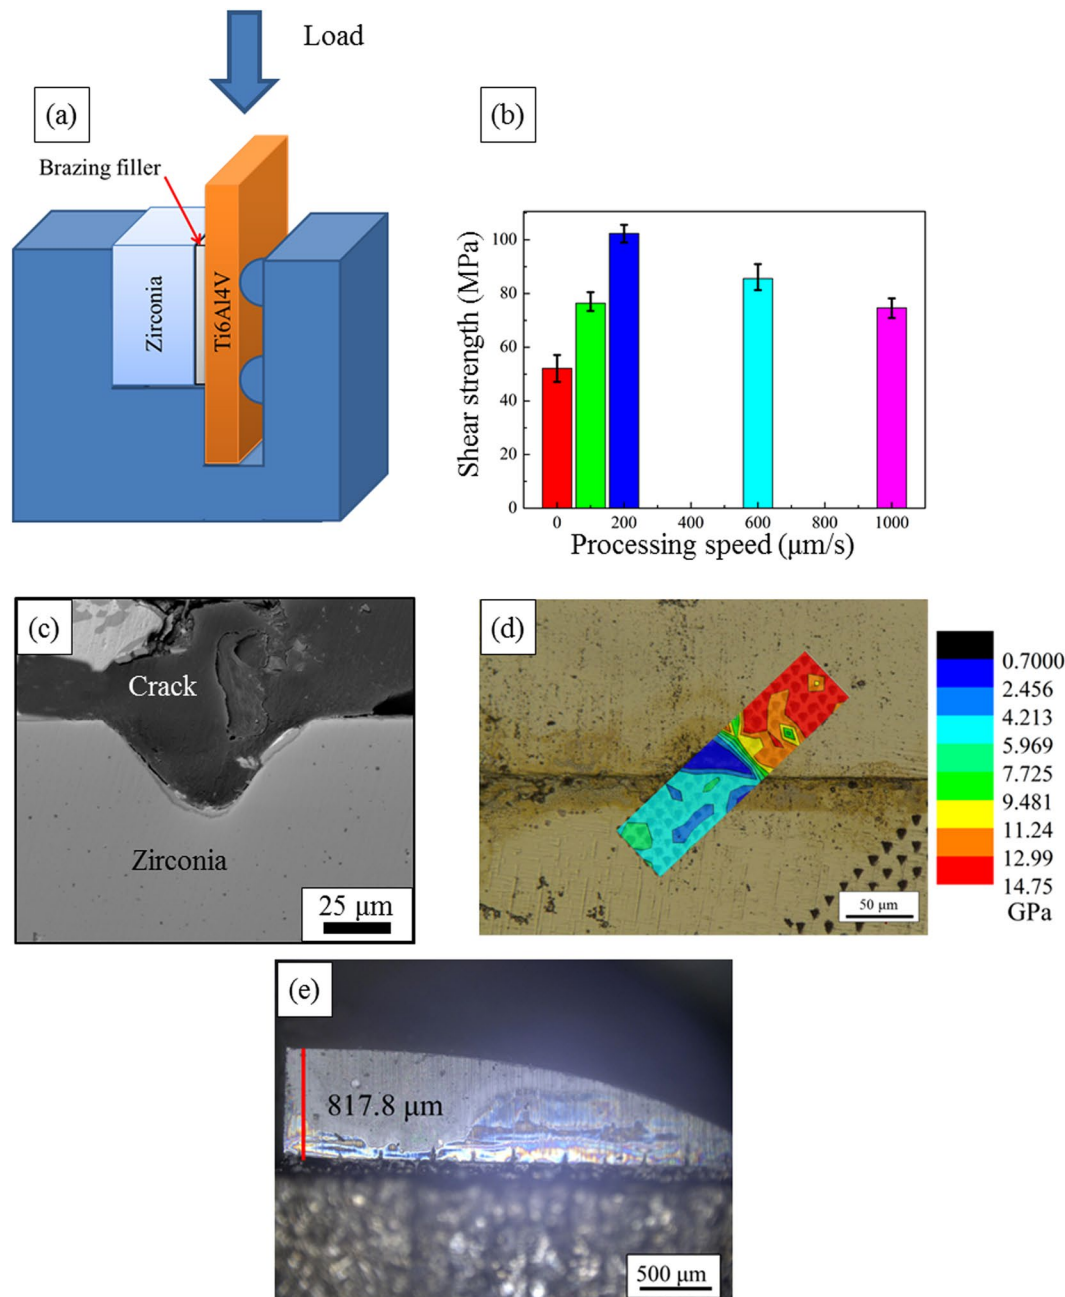 Load
(a)
Brazing filler
Zirconia
Ti6Al4V
(b)
Shear strength (MPa)
100
80
60
40
20
0
0 200 400 600 800 1000
Processing speed (μm/s)
(c)
Crack
Zirconia
25 μm
(d)
50 μm
0.7000
2.456
4.213
5.969
7.725
9.481
11.24
12.99
14.75
GPa
(e)
817.8 μm
500 μm